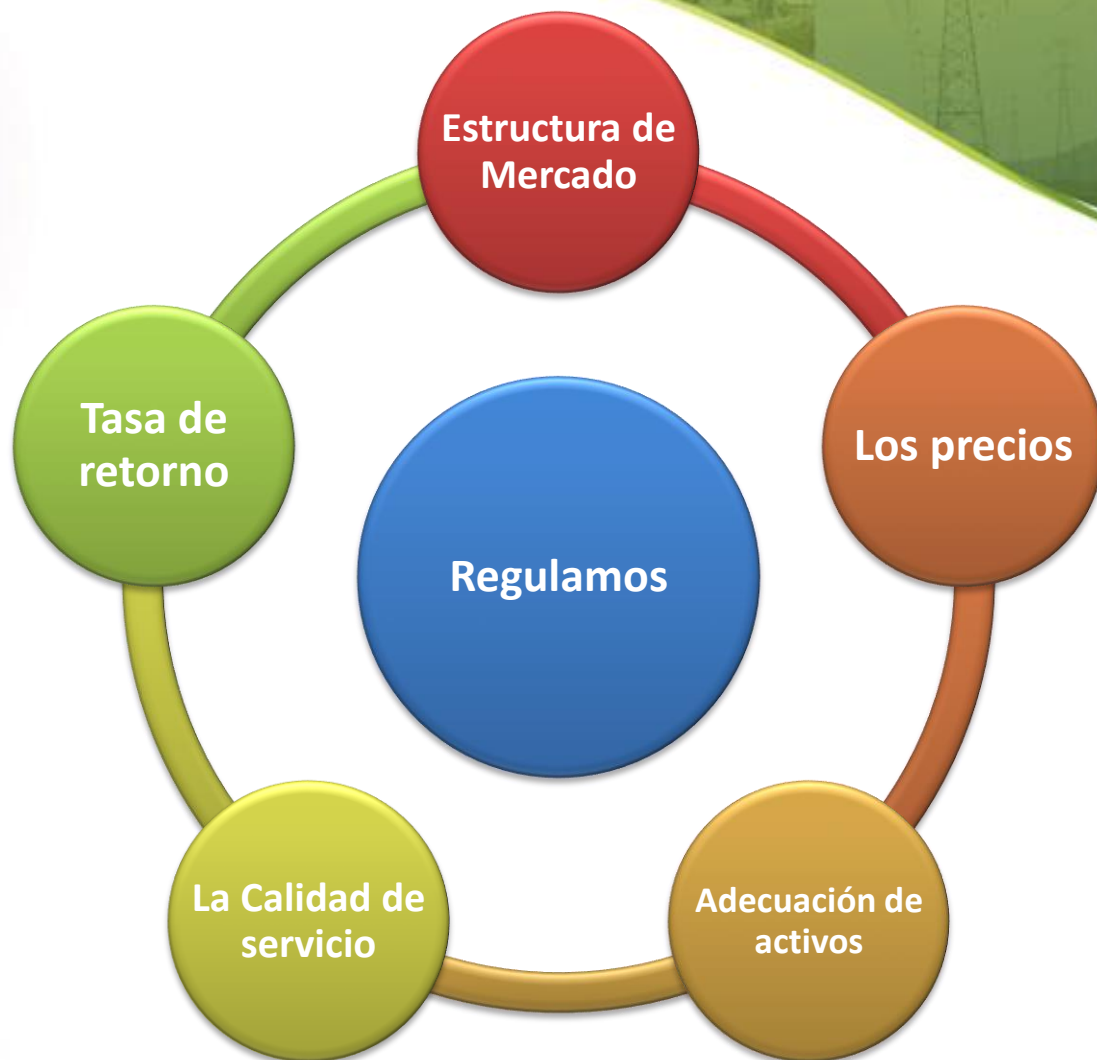 Estructura de
Mercado
Los precios
Adecuación de
activos
La Calidad de
servicio
Tasa de
retorno
Regulamos